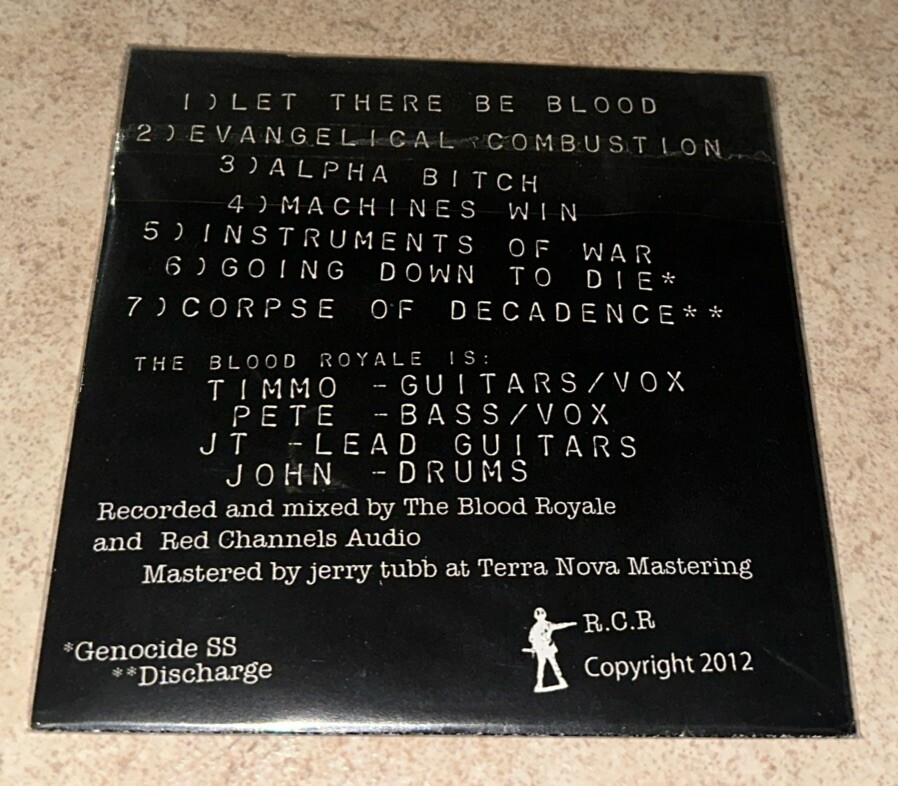 1)LET THERE BE BLOOD
2)EVANGELICAL COMBUSTION
3)ALPHA BITCH
4)MACHINES WIN
5)INSTRUMENTS OF WAR
6)GOING DOWN TO DIE*
7)CORPSE OF DECADENCE**
THE BLOOD ROYALE IS:
TIMMO -GUITARS/VOX
PETE -BASS/VOX
JT -LEAD GUITARS
JOHN -DRUMS
Recorded and mixed by The Blood Royale
and Red Channels Audio
Mastered by jerry tubb at Terra Nova Mastering
*Genocide SS
**Discharge
R.C.R
Copyright 2012